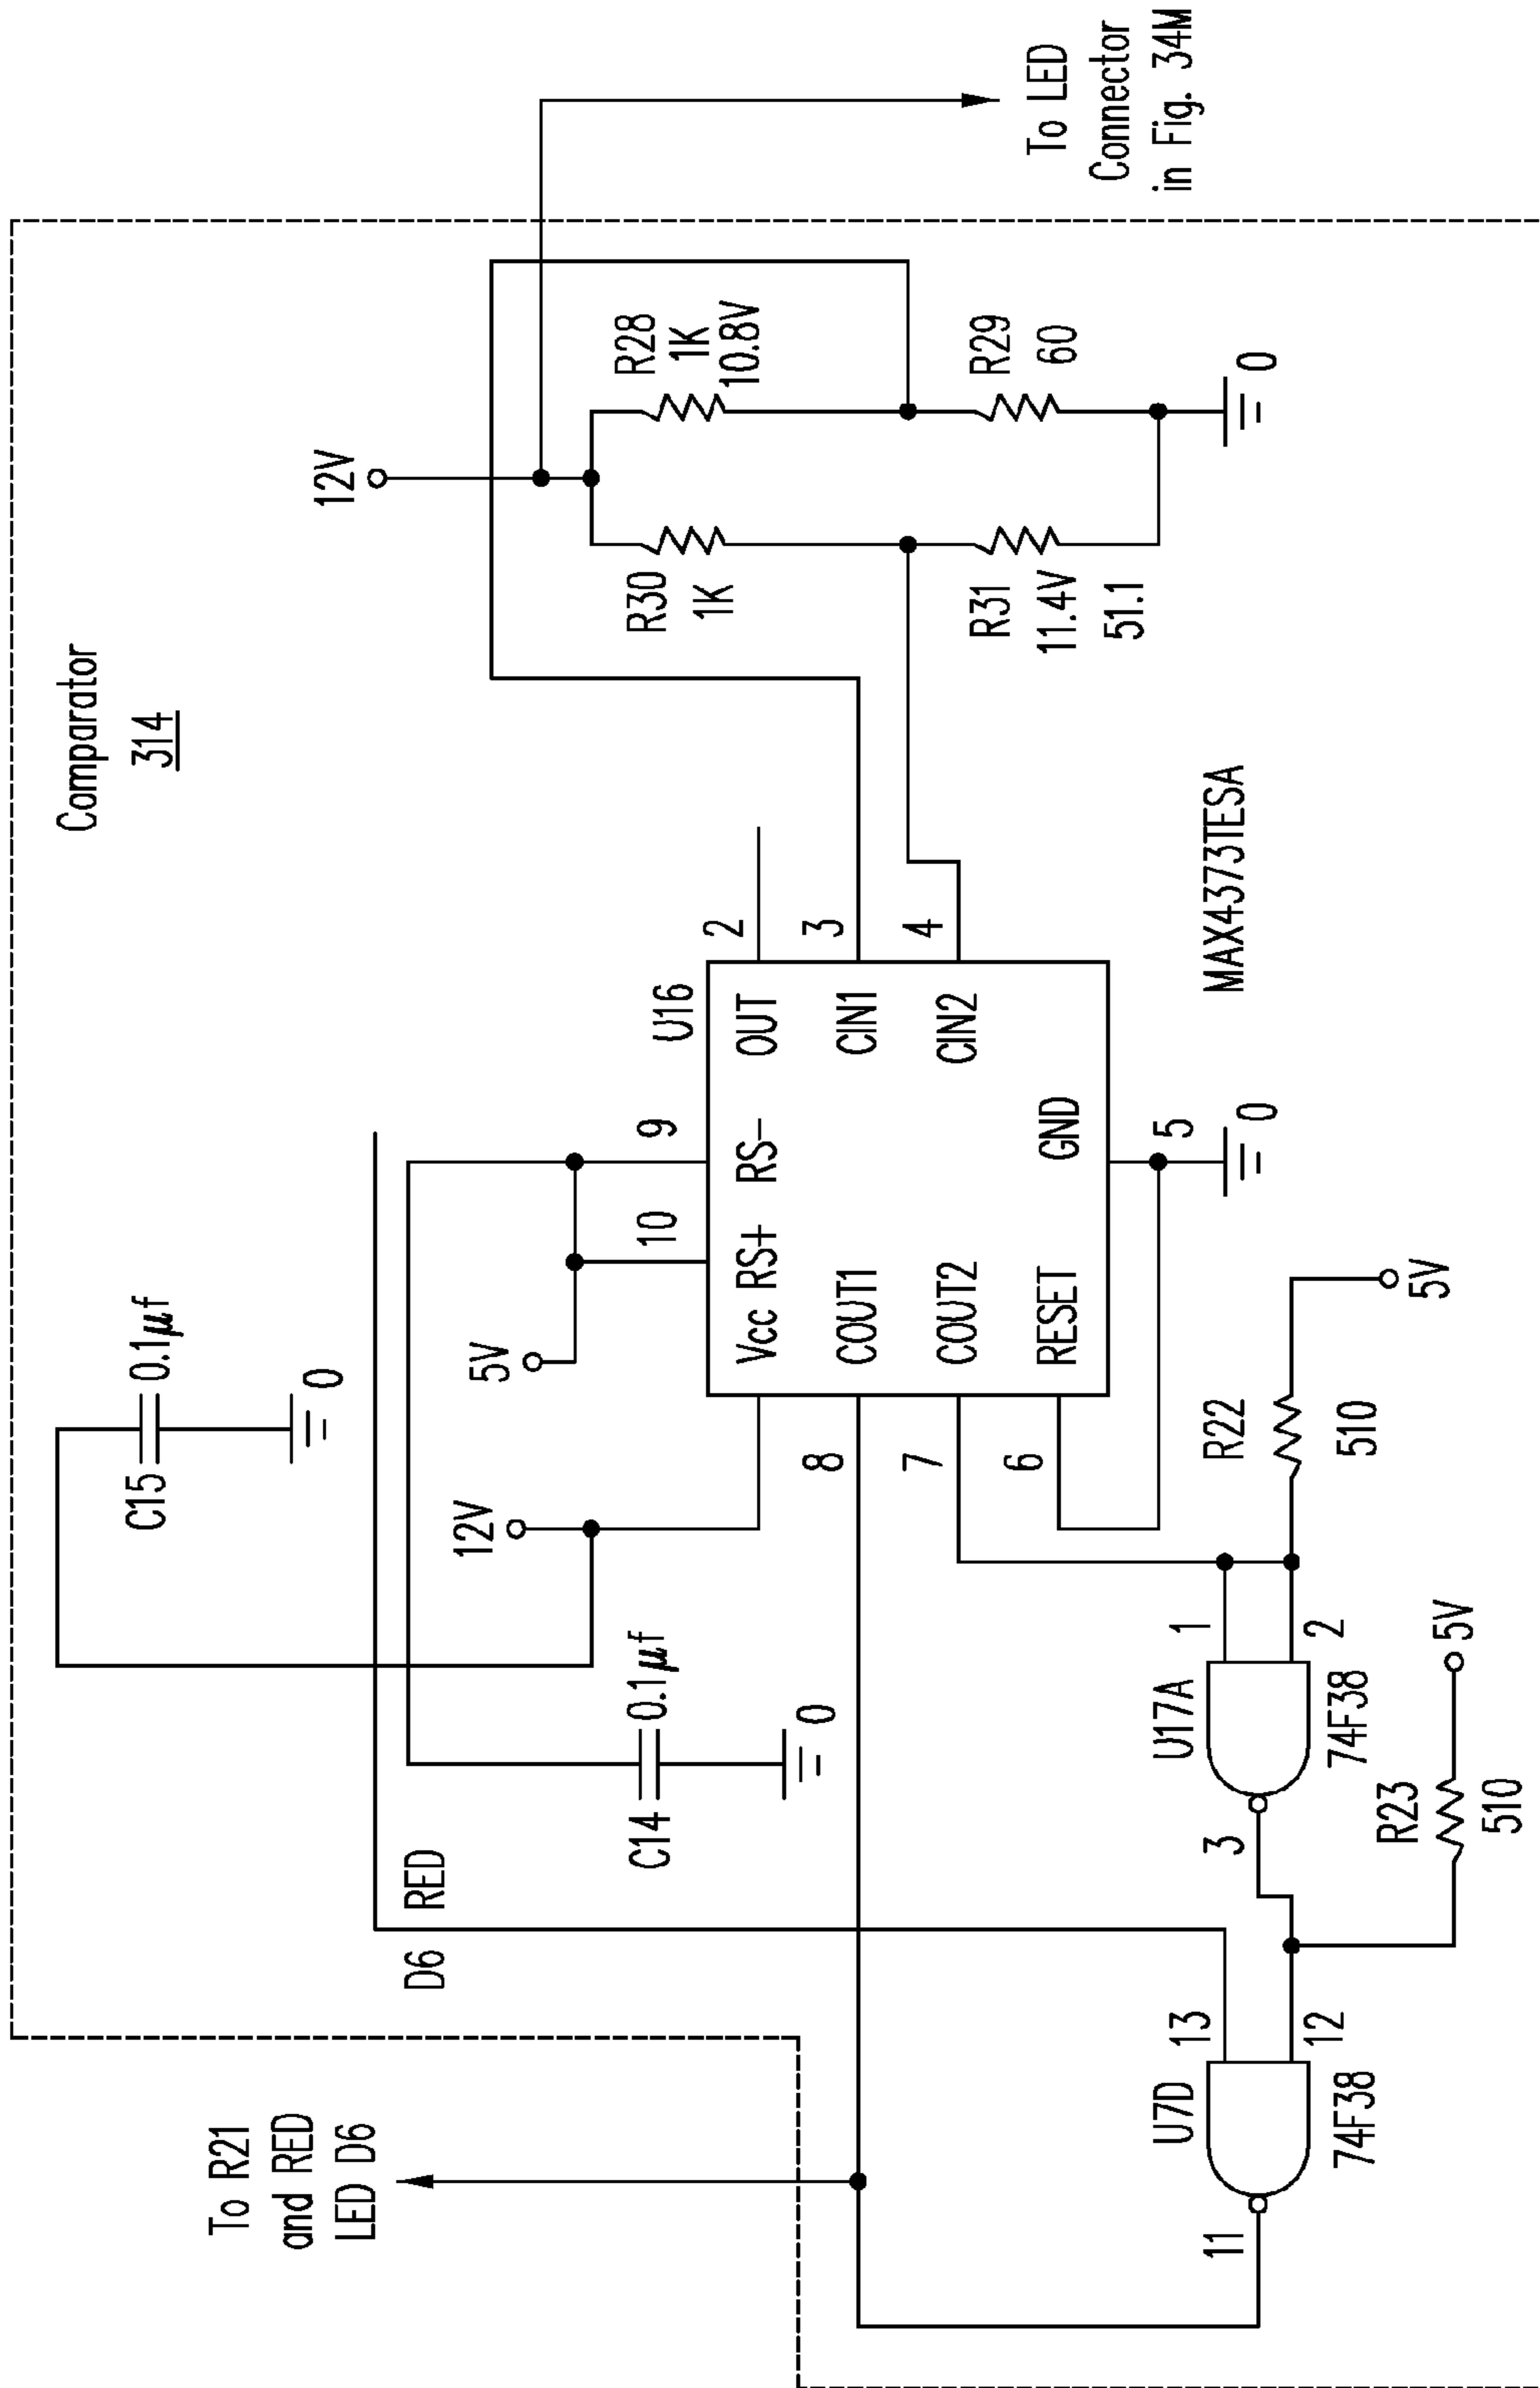 Comparator
314
12V
To LED
Connector
in Fig. 34M
R28
1K
10.8V
R29
60
0
R30
1K
R31
11.4V
51.1
MAX4373TESA
U16
2
3
4
OUT
CIN1
CIN2
9
10
RS-
RS+
Vcc
COUT1
COUT2
RESET
GND
5
0
5V
C15
0.1µf
0
12V
8
7
6
R22
510
5V
C14
0.1µf
0
D6
RED
U17A
74F38
1
2
3
R23
510
5V
U7D
74F38
13
12
11
To R21
and RED
LED D6